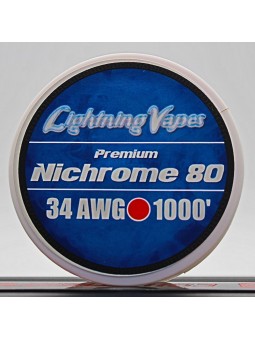 Lightning Vapes
Premium
Nichrome 80
34 AWG 1000'